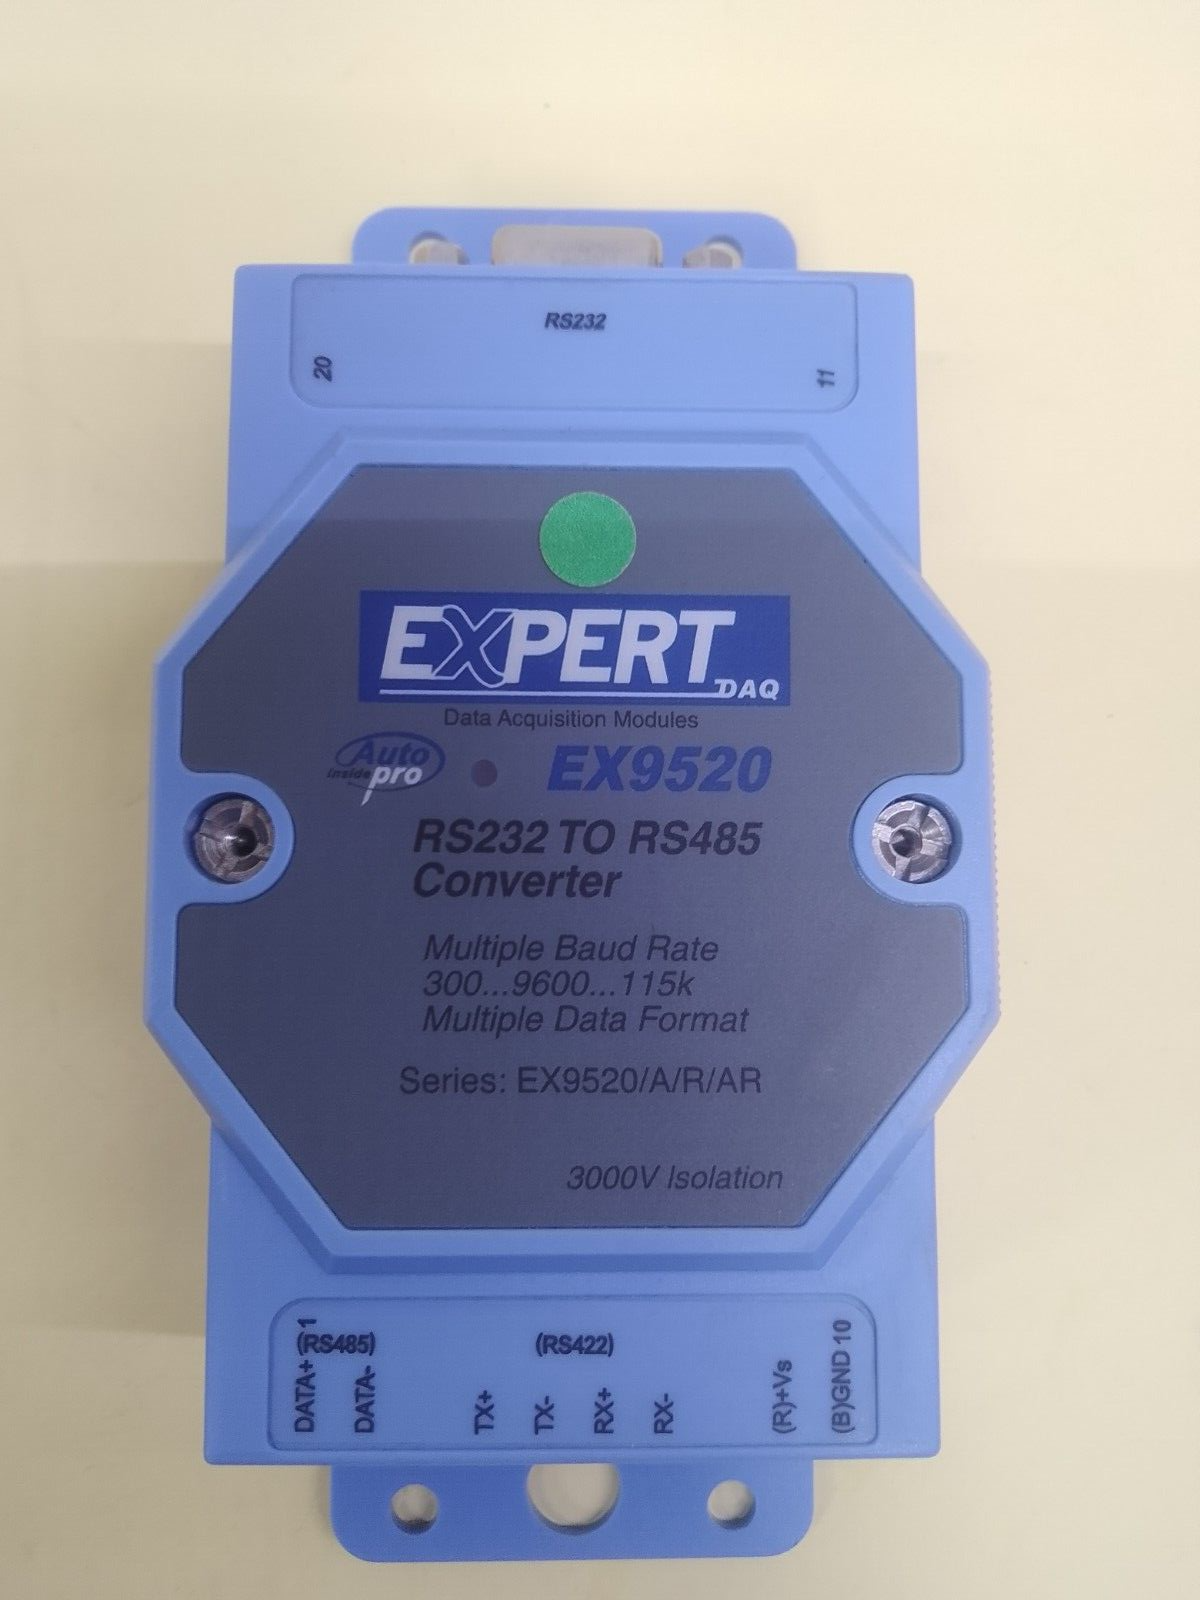 RS232
20
11
EXPERT
DAQ
Data Acquisition Modules
Auto
inside pro
EX9520
RS232 TO RS485
Converter
Multiple Baud Rate
300...9600...115k
Multiple Data Format
Series: EX9520/A/R/AR
3000V Isolation
1
(RS485)
(RS422)
DATA+
DATA-
TX+
TX-
RX+
RX-
(R)+Vs
(B)GND 10